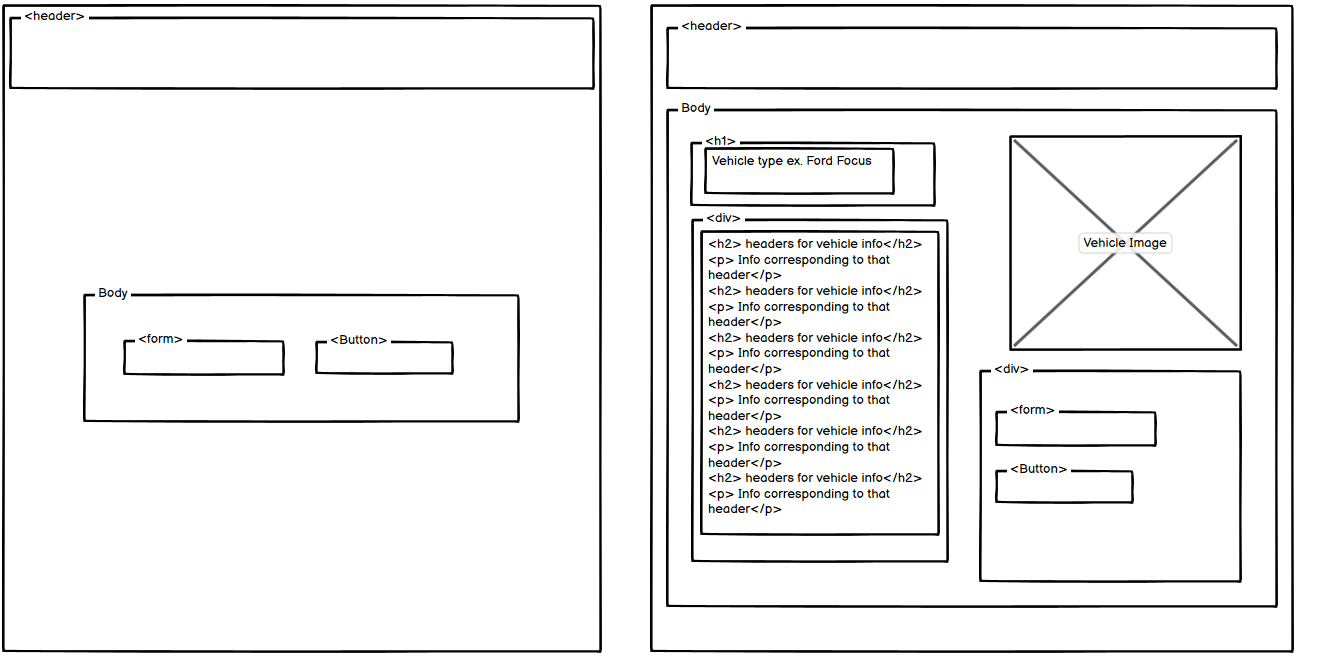 <header>
Body
<form>
<Button>
<header>
Body
<h1>
Vehicle type ex. Ford Focus
<div>
<h2> headers for vehicle info</h2>
<p> Info corresponding to that
header</p>
<h2> headers for vehicle info</h2>
<p> Info corresponding to that
header</p>
<h2> headers for vehicle info</h2>
<p> Info corresponding to that
header</p>
<h2> headers for vehicle info</h2>
<p> Info corresponding to that
header</p>
<h2> headers for vehicle info</h2>
<p> Info corresponding to that
header</p>
<h2> headers for vehicle info</h2>
<p> Info corresponding to that
header</p>
Vehicle Image
<div>
<form>
<Button>